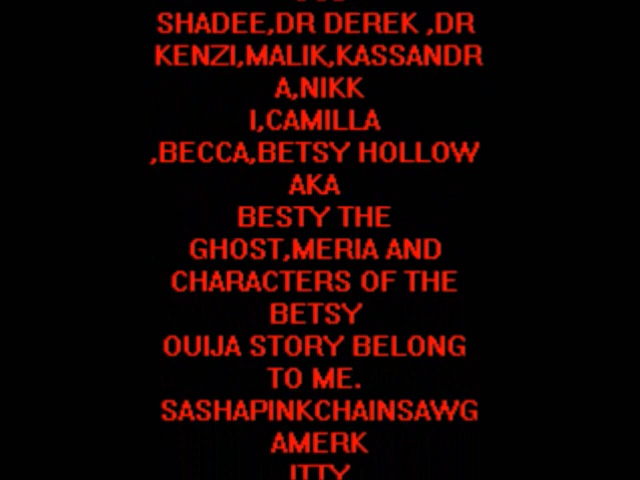 SHADEE,DR DEREK ,DR
KENZI,MALIK,KASSANDR
A,NIKK
I,CAMILLA
,BECCA,BETSY HOLLOW
AKA
BESTY THE
GHOST,MERIA AND
CHARACTERS OF THE
BETSY
OUIJA STORY BELONG
TO ME.
SASHAPINKCHAINSAWG
AMERK
ITTY